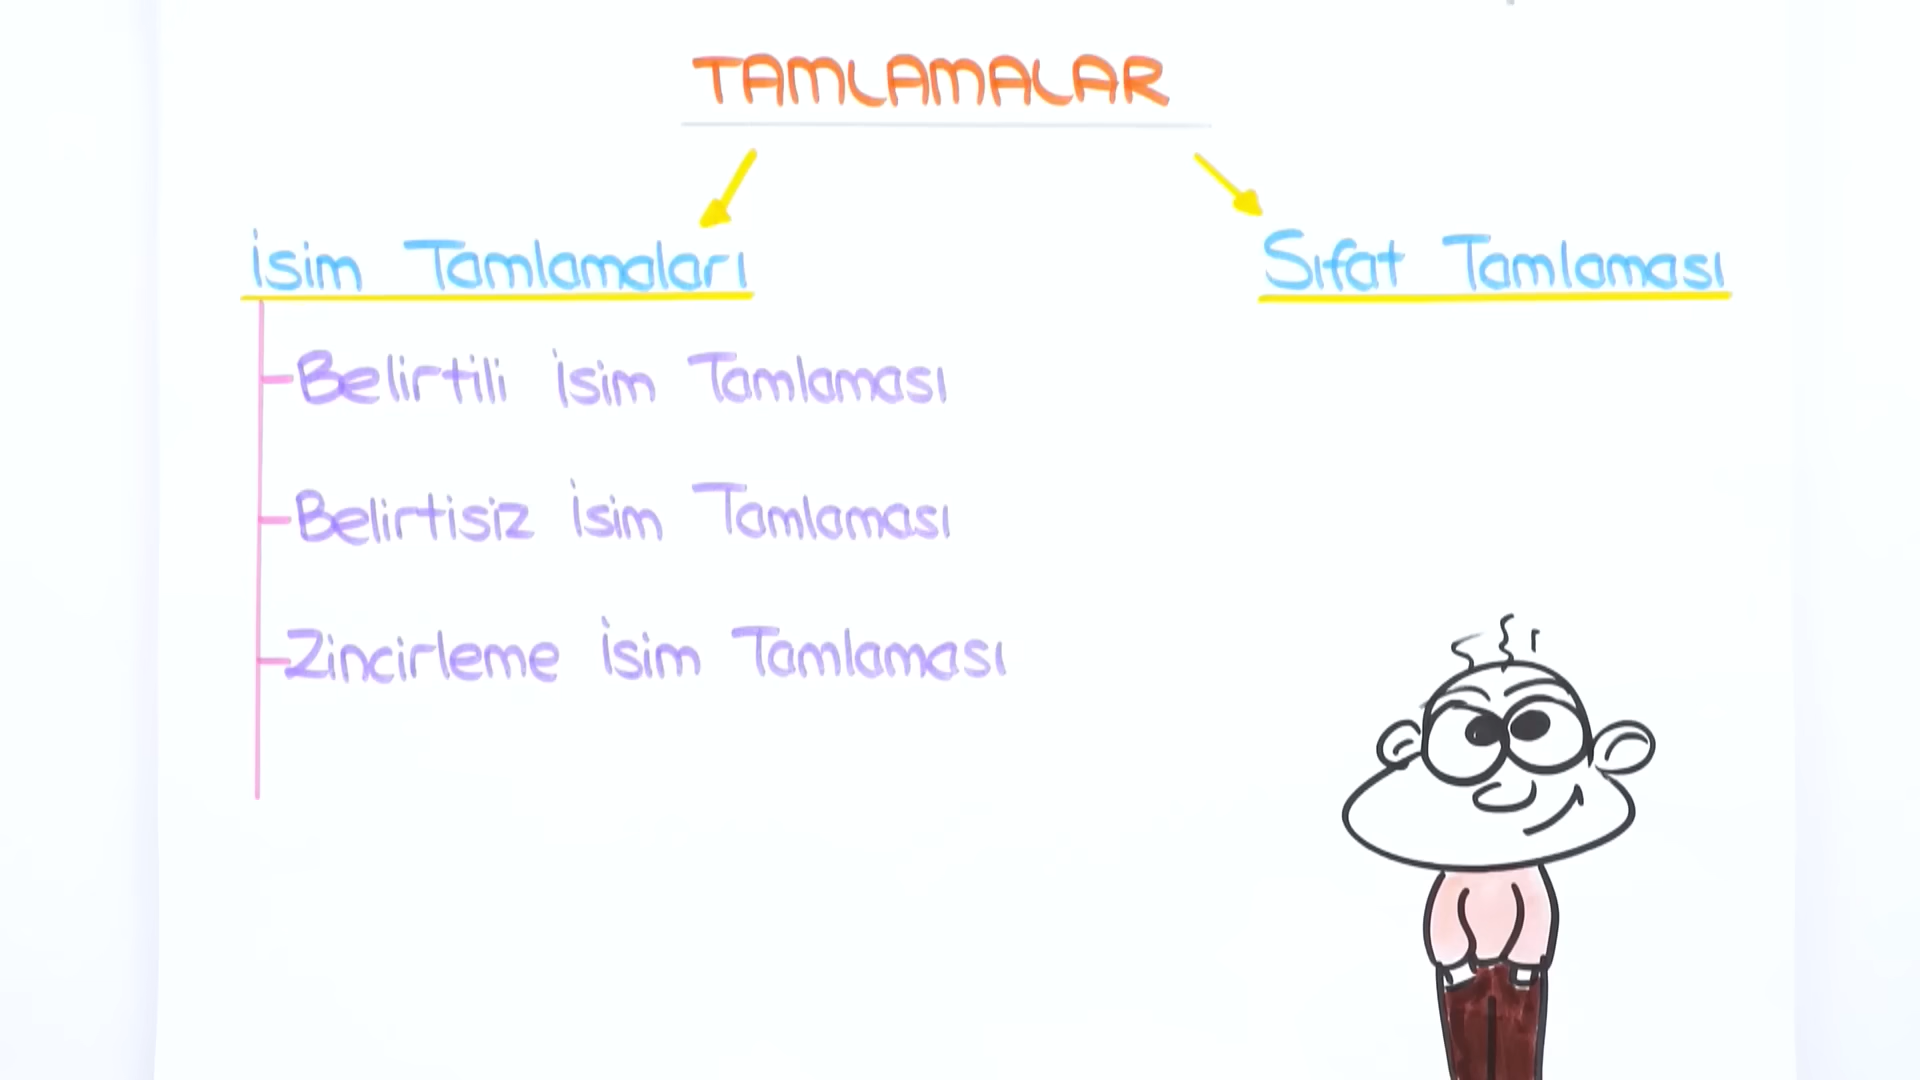 TAMLAMALAR
İsim Tamlamaları
Sıfat Tamlaması
Belirtili İsim Tamlaması
Belirtisiz İsim Tamlaması
Zincirleme İsim Tamlaması